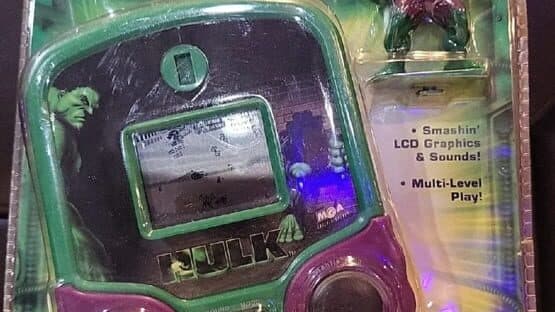 • Smashin'
LCD Graphics
& Sounds!
• Multi-Level
Play!
MGA
HULK